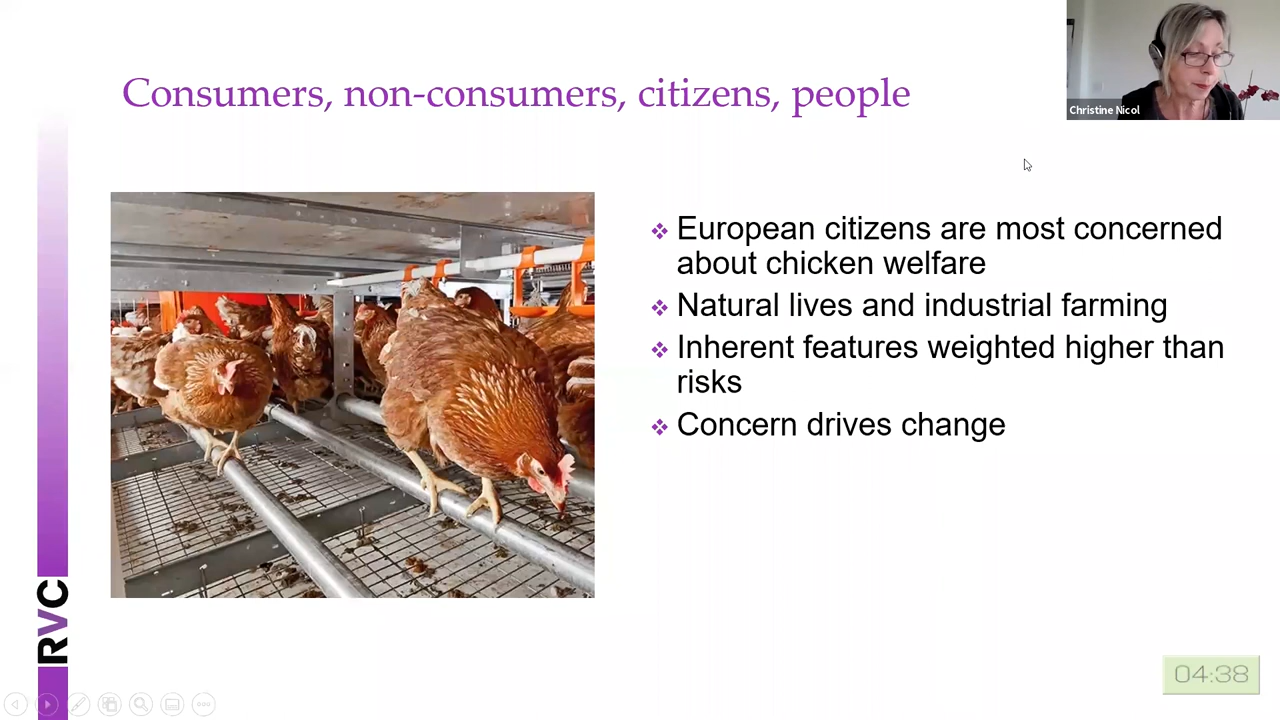 Consumers, non-consumers, citizens, people
Christine Nicol
❖ European citizens are most concerned
about chicken welfare
❖ Natural lives and industrial farming
❖ Inherent features weighted higher than
risks
❖ Concern drives change
RVC
04:38